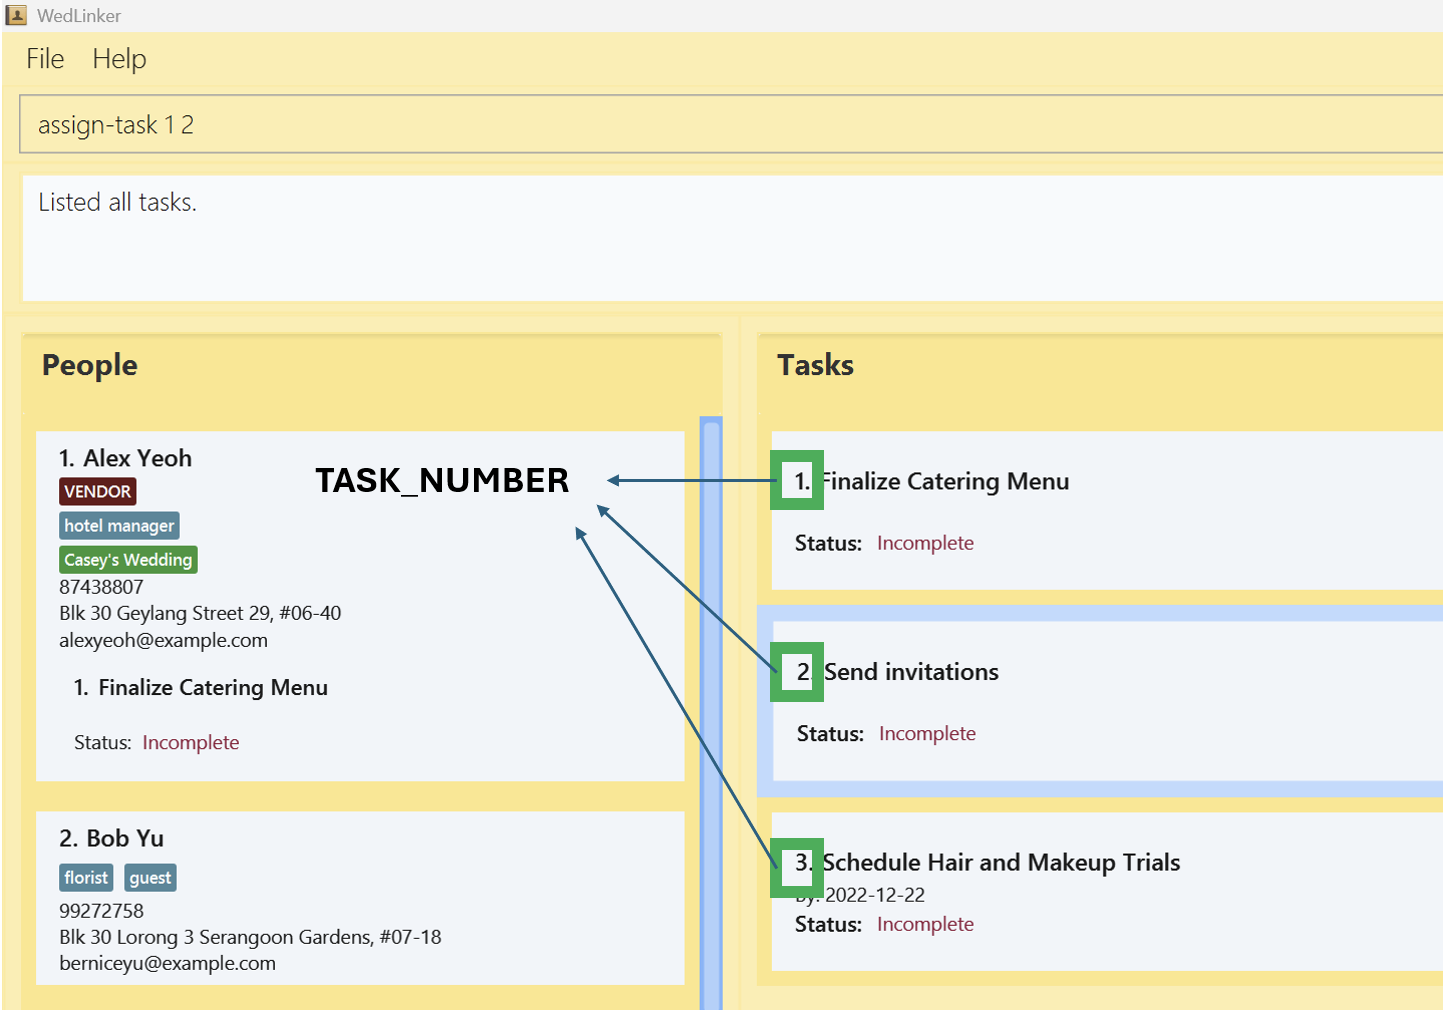 WedLinker
File Help
assign-task 1 2
Listed all tasks.
People
1. Alex Yeoh
VENDOR
hotel manager
Casey's Wedding
87438807
Blk 30 Geylang Street 29, #06-40
alexyeoh@example.com
1. Finalize Catering Menu
Status: Incomplete
2. Bob Yu
florist guest
99272758
Blk 30 Lorong 3 Serangoon Gardens, #07-18
berniceyu@example.com
TASK_NUMBER
Tasks
1. Finalize Catering Menu
Status: Incomplete
2. Send invitations
Status: Incomplete
3. Schedule Hair and Makeup Trials
By: 2022-12-22
Status: Incomplete